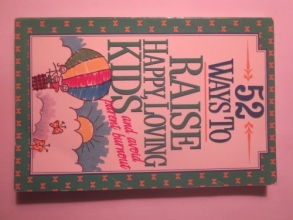 52
WAYS TO
RAISE
HAPPY, LOVING
KIDS
and avoid
parent burnout